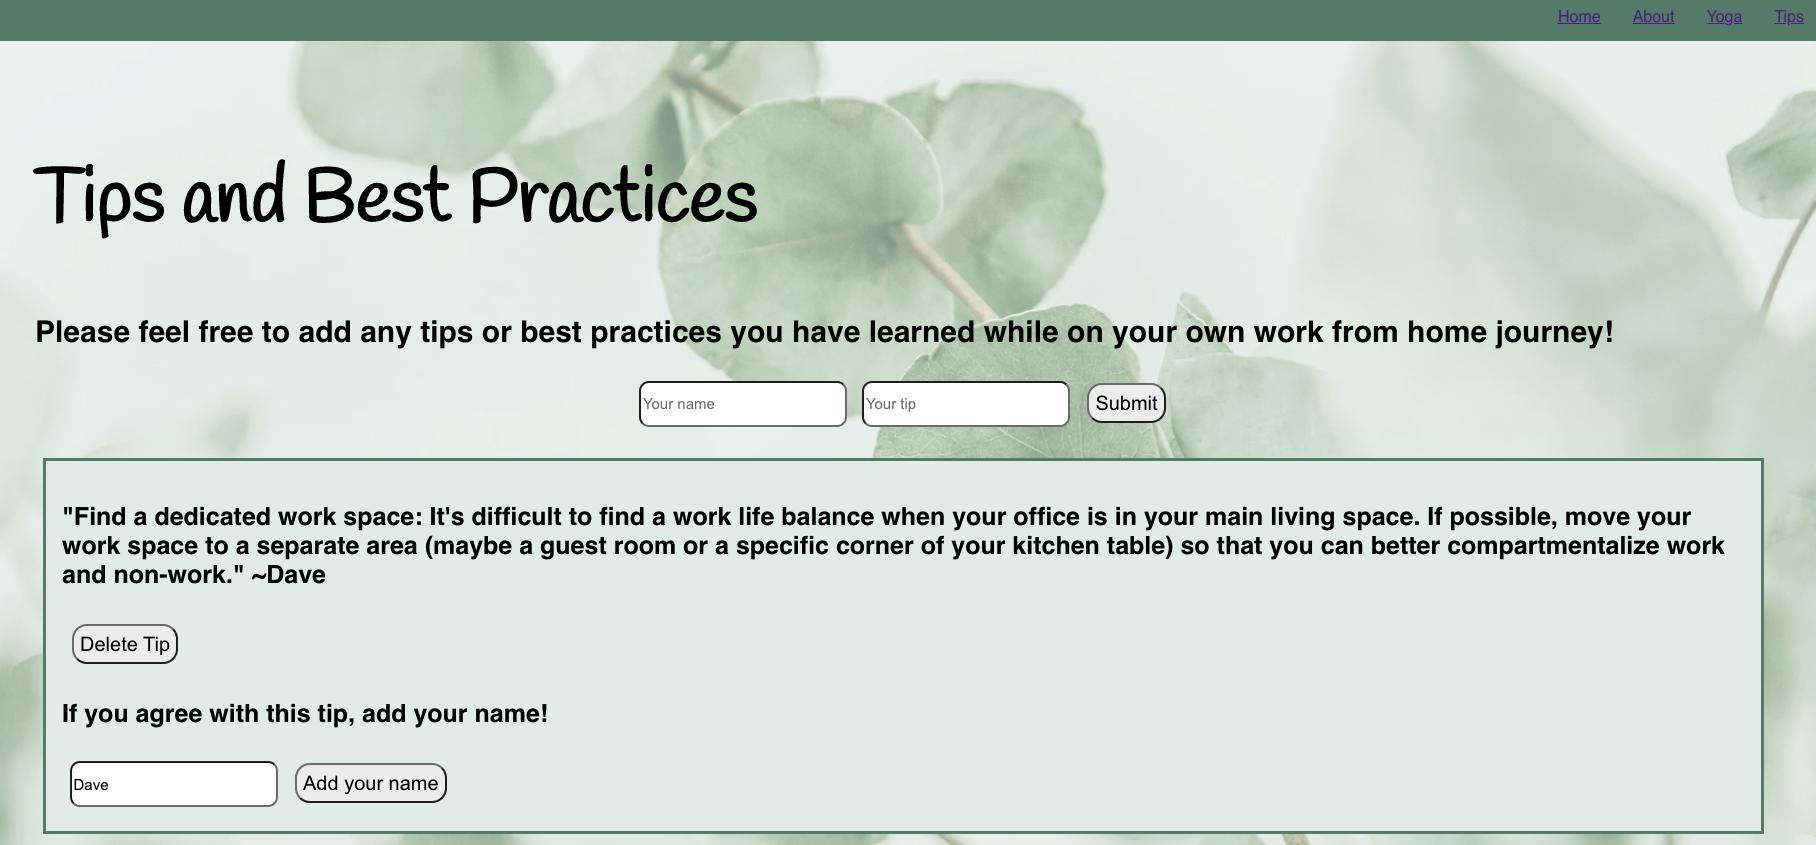 Home About Yoga Tips
Tips and Best Practices
Please feel free to add any tips or best practices you have learned while on your own work from home journey!
Your name Your tip Submit
"Find a dedicated work space: It's difficult to find a work life balance when your office is in your main living space. If possible, move your
work space to a separate area (maybe a guest room or a specific corner of your kitchen table) so that you can better compartmentalize work
and non-work." ~Dave
Delete Tip
If you agree with this tip, add your name!
Dave Add your name